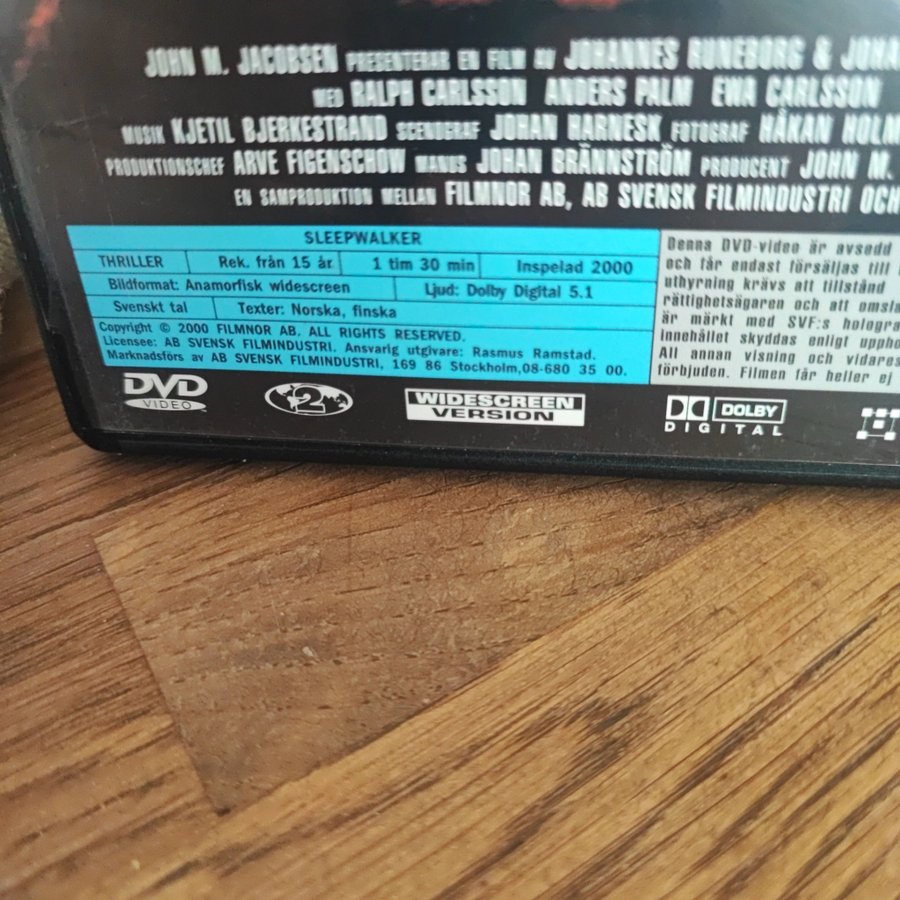 JOHN M. JACOBSEN PRESENTERAR EN FILM AV JOHANNES RUNEBORG & JOHA
MED RALPH CARLSSON ANDERS PALM EWA CARLSSON
MUSIK KJETIL BJERKESTRAND SCENOGRAF JOHAN HARNESK FOTOGRAF HÅKAN HOLM
PRODUKTIONSCHEF ARVE FIGENSCHOW MANUS JOHAN BRÄNNSTRÖM PRODUCENT JOHN M.
EN SAMPRODUKTION MELLAN FILMNOR AB, AB SVENSK FILMINDUSTRI OCH
SLEEPWALKER
THRILLER Rek. från 15 år 1 tim 30 min Inspelad 2000
Bildformat: Anamorfisk widescreen Ljud: Dolby Digital 5.1
Svenskt tal Texter: Norska, finska
Copyright © 2000 FILMNOR AB. ALL RIGHTS RESERVED.
Licensee: AB SVENSK FILMINDUSTRI. Ansvarig utgivare: Rasmus Ramstad.
Marknadsförs av AB SVENSK FILMINDUSTRI, 169 86 Stockholm,08-680 35 00.
Denna DVD-video är avsedd
och får endast försäljas till
uthyrning krävs att tillstånd
rättighetsägaren och att omsla
är märkt med SVF:s hologra
innehållet skyddas enligt uppho
All annan visning och vidares
förbjuden. Filmen får heller ej
DVD
VIDEO
2
WIDESCREEN
VERSION
DOLBY
DIGITAL